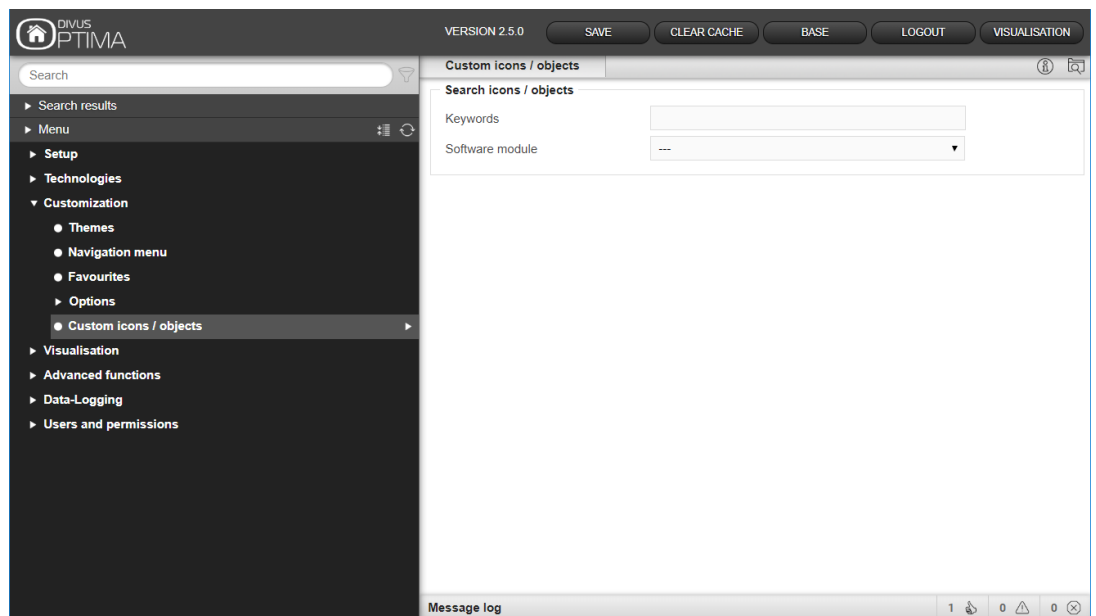 DIVUS
OPTIMA
VERSION 2.5.0
SAVE
CLEAR CACHE
BASE
LOGOUT
VISUALISATION
Search
Search results
Menu
Setup
Technologies
Customization
Themes
Navigation menu
Favourites
Options
Custom icons / objects
Visualisation
Advanced functions
Data-Logging
Users and permissions
Custom icons / objects
Search icons / objects
Keywords
Software module
---
Message log
1
0
0